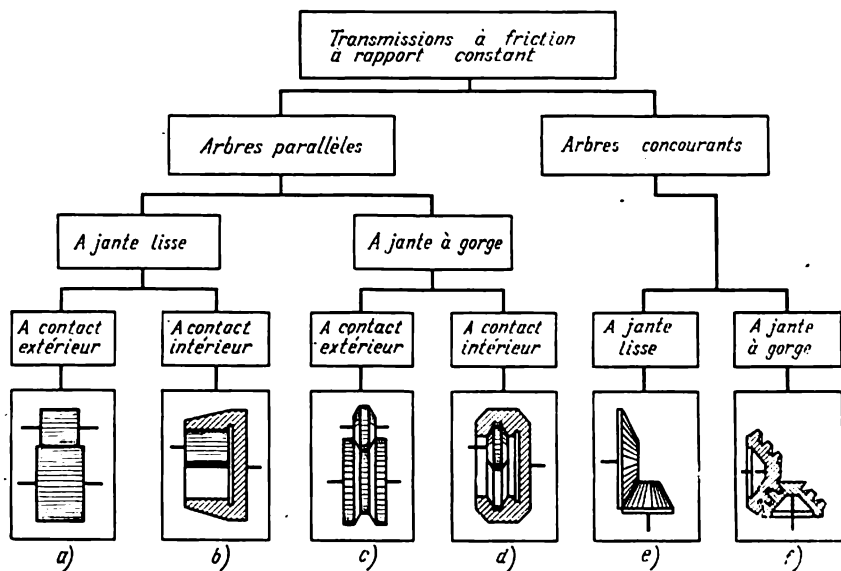 Transmissions à friction
à rapport constant
Arbres parallèles
Arbres concourants
A jante lisse
A jante à gorge
A contact
extérieur
A contact
intérieur
A contact
extérieur
A contact
intérieur
A jante
lisse
A jante
à gorge
a)
b)
c)
d)
e)
f)